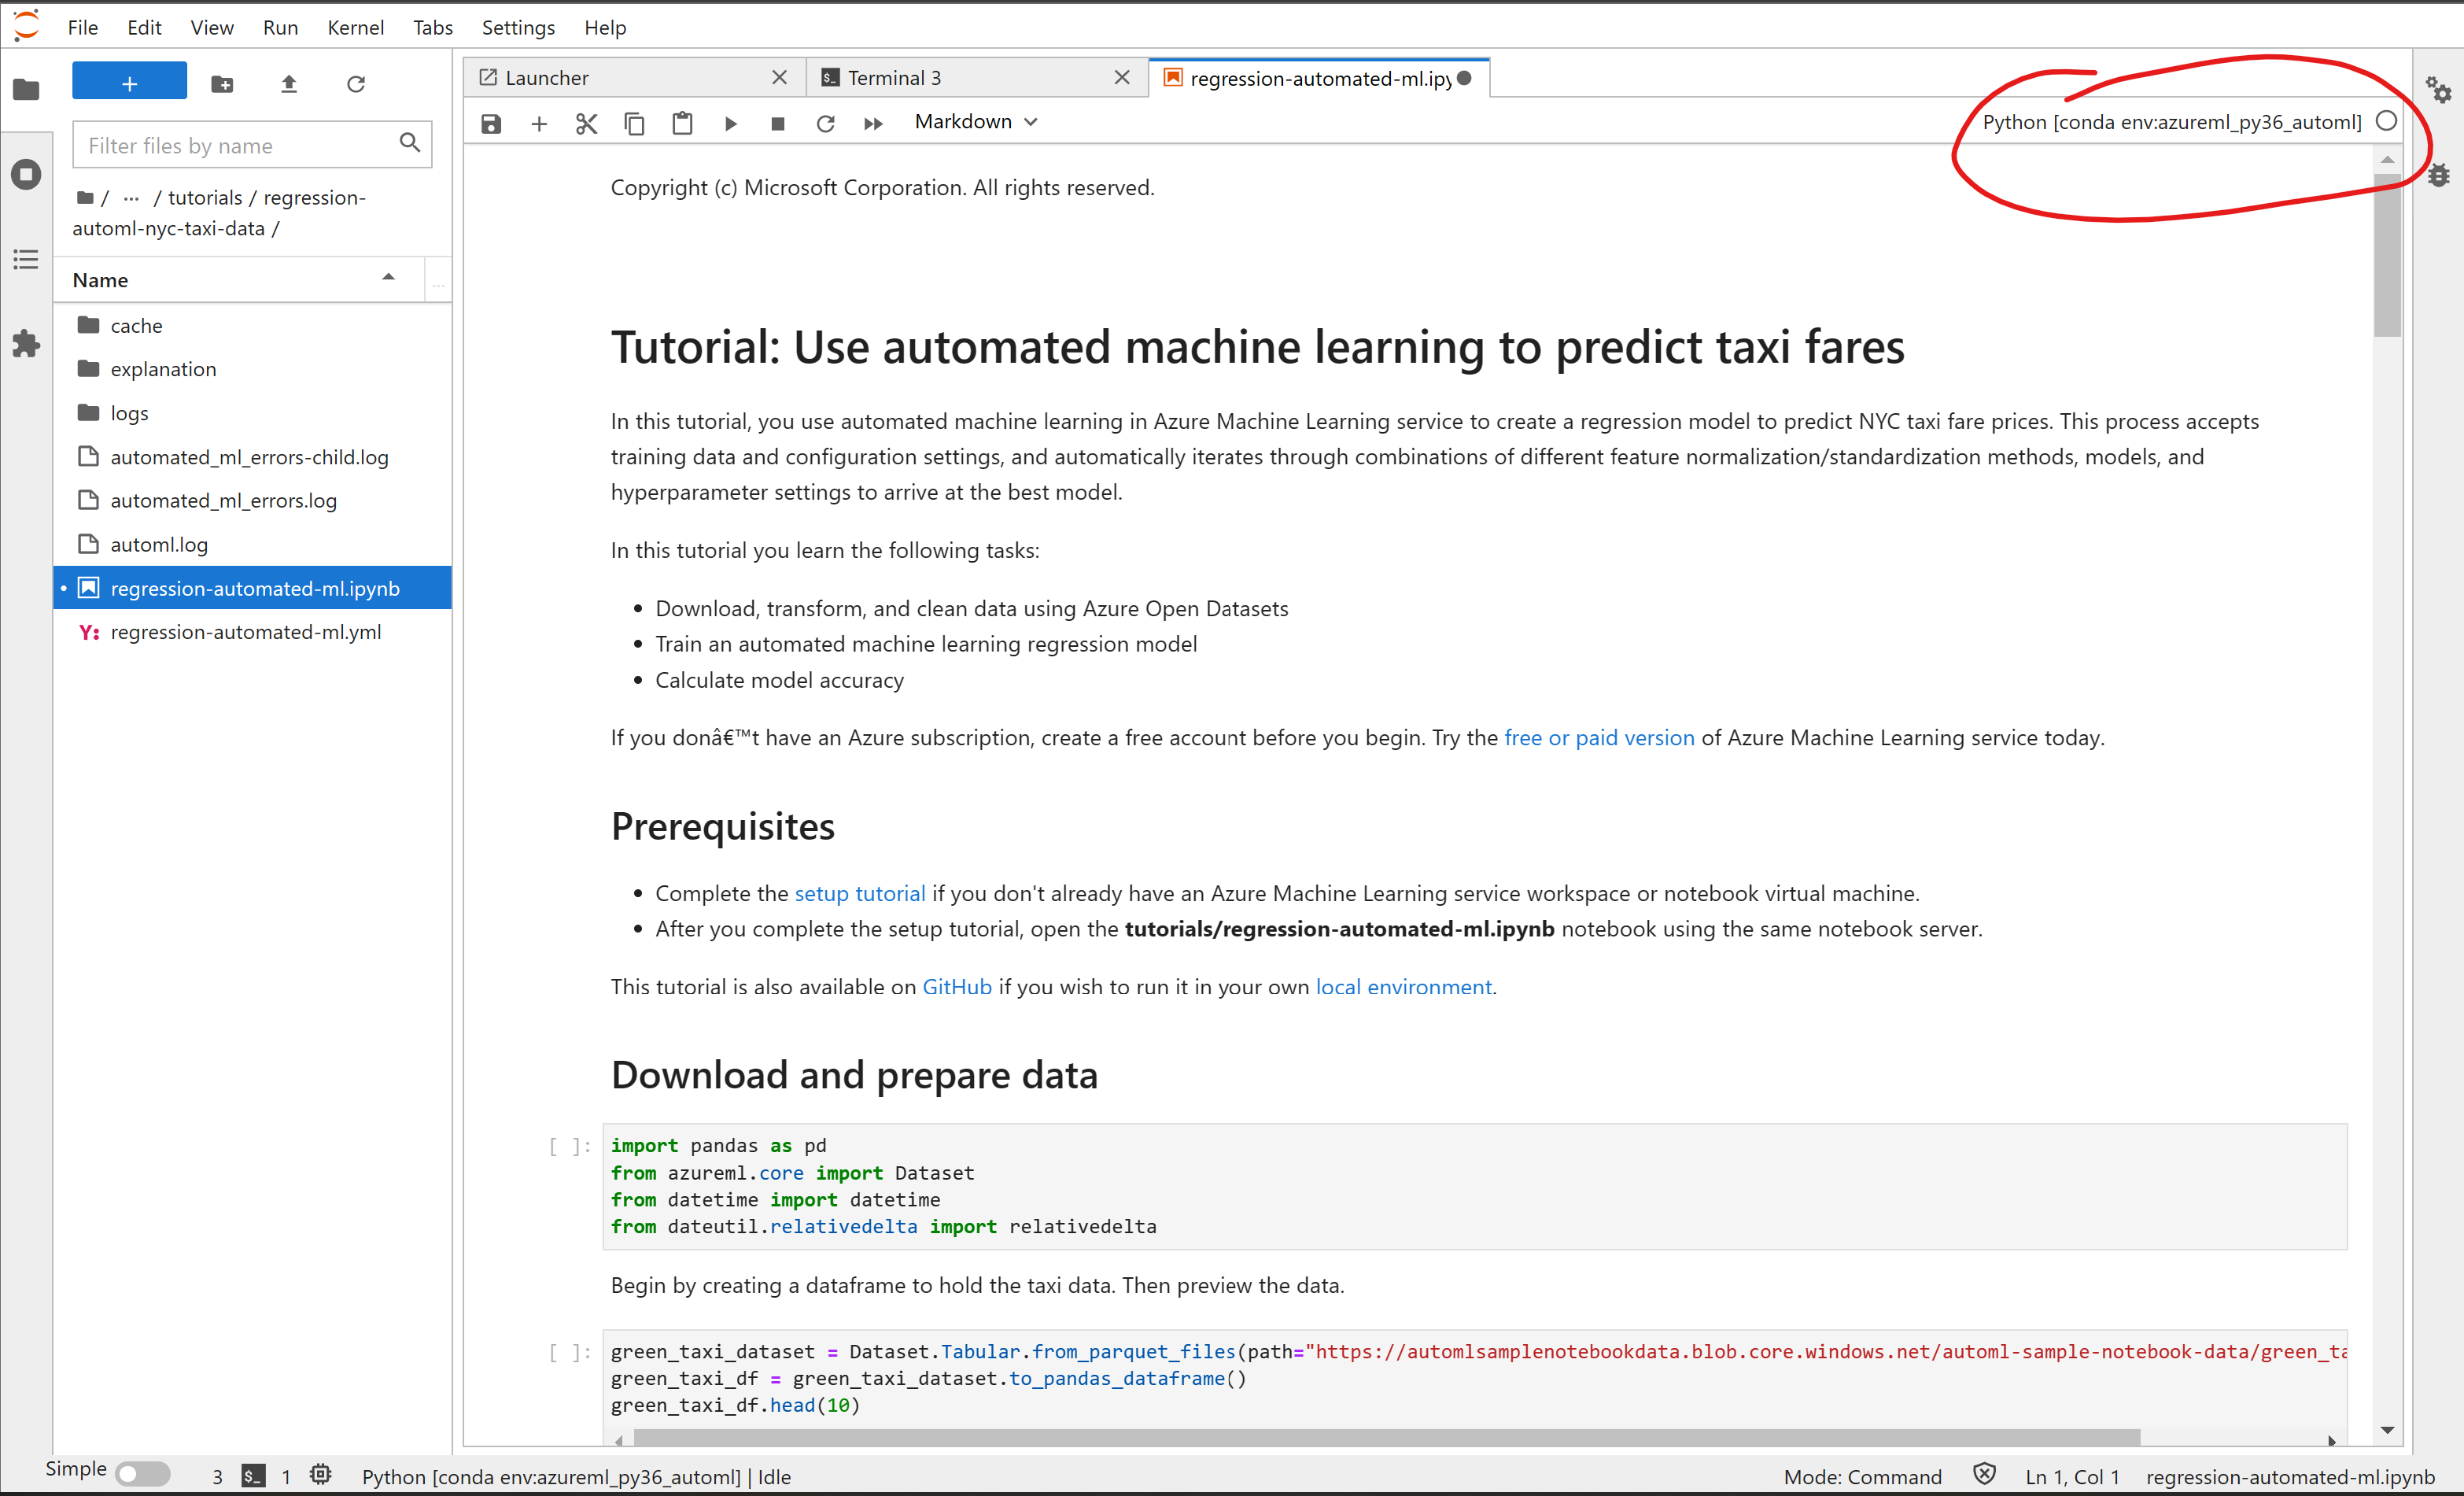 File Edit View Run Kernel Tabs Settings Help
+
Filter files by name
/ ··· / tutorials / regression-
automl-nyc-taxi-data /
Name ...
cache
explanation
logs
automated_ml_errors-child.log
automated_ml_errors.log
automl.log
• regression-automated-ml.ipynb
Y: regression-automated-ml.yml
Launcher
$_ Terminal 3
regression-automated-ml.ipy
Markdown
Python [conda env:azureml_py36_automl]
Copyright (c) Microsoft Corporation. All rights reserved.
Tutorial: Use automated machine learning to predict taxi fares
In this tutorial, you use automated machine learning in Azure Machine Learning service to create a regression model to predict NYC taxi fare prices. This process accepts
training data and configuration settings, and automatically iterates through combinations of different feature normalization/standardization methods, models, and
hyperparameter settings to arrive at the best model.
In this tutorial you learn the following tasks:
• Download, transform, and clean data using Azure Open Datasets
• Train an automated machine learning regression model
• Calculate model accuracy
If you donâ€™t have an Azure subscription, create a free account before you begin. Try the free or paid version of Azure Machine Learning service today.
Prerequisites
• Complete the setup tutorial if you don't already have an Azure Machine Learning service workspace or notebook virtual machine.
• After you complete the setup tutorial, open the tutorials/regression-automated-ml.ipynb notebook using the same notebook server.
This tutorial is also available on GitHub if you wish to run it in your own local environment.
Download and prepare data
[ ]: import pandas as pd
from azureml.core import Dataset
from datetime import datetime
from dateutil.relativedelta import relativedelta
Begin by creating a dataframe to hold the taxi data. Then preview the data.
[ ]: green_taxi_dataset = Dataset.Tabular.from_parquet_files(path="https://automlsamplenotebookdata.blob.core.windows.net/automl-sample-notebook-data/green_ta
green_taxi_df = green_taxi_dataset.to_pandas_dataframe()
green_taxi_df.head(10)
Simple 3 $_ 1 Python [conda env:azureml_py36_automl] | Idle Mode: Command Ln 1, Col 1 regression-automated-ml.ipynb